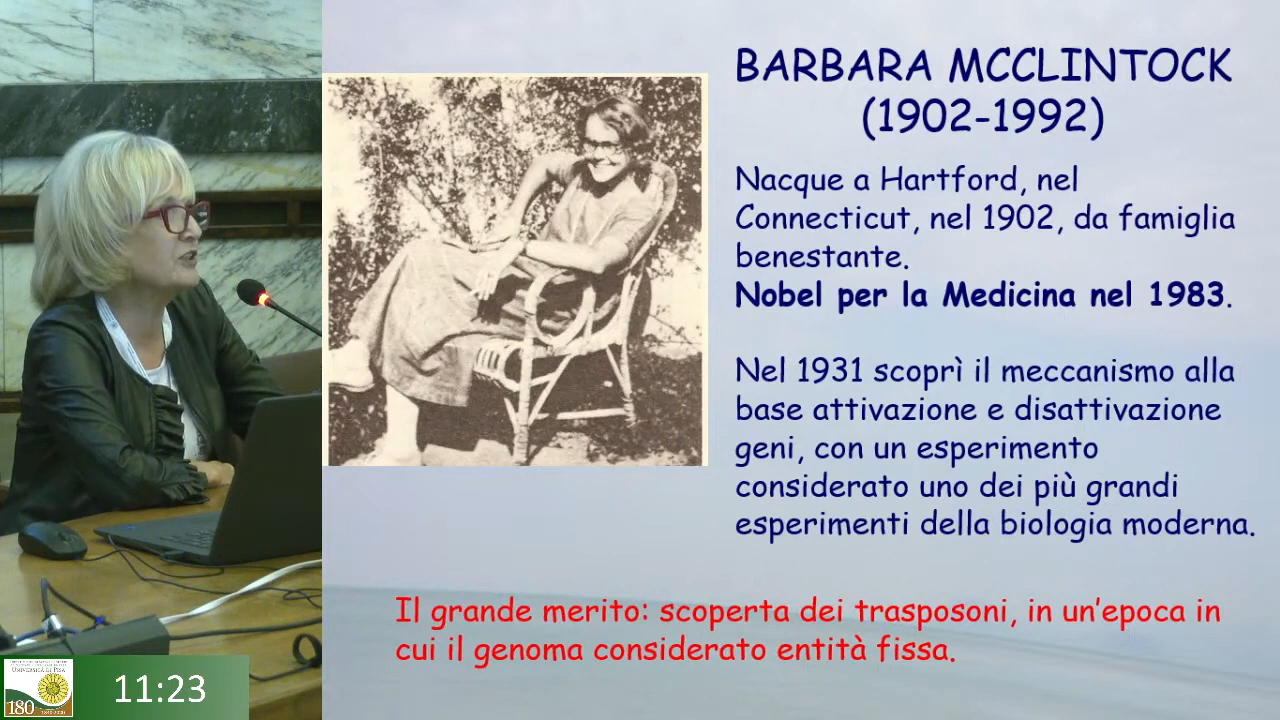 BARBARA MCCLINTOCK
(1902-1992)
Nacque a Hartford, nel
Connecticut, nel 1902, da famiglia
benestante.
Nobel per la Medicina nel 1983.
Nel 1931 scoprì il meccanismo alla
base attivazione e disattivazione
geni, con un esperimento
considerato uno dei più grandi
esperimenti della biologia moderna.
Il grande merito: scoperta dei trasposoni, in un'epoca in
cui il genoma considerato entità fissa.
UNIVERSITÀ DI PISA
180
11:23